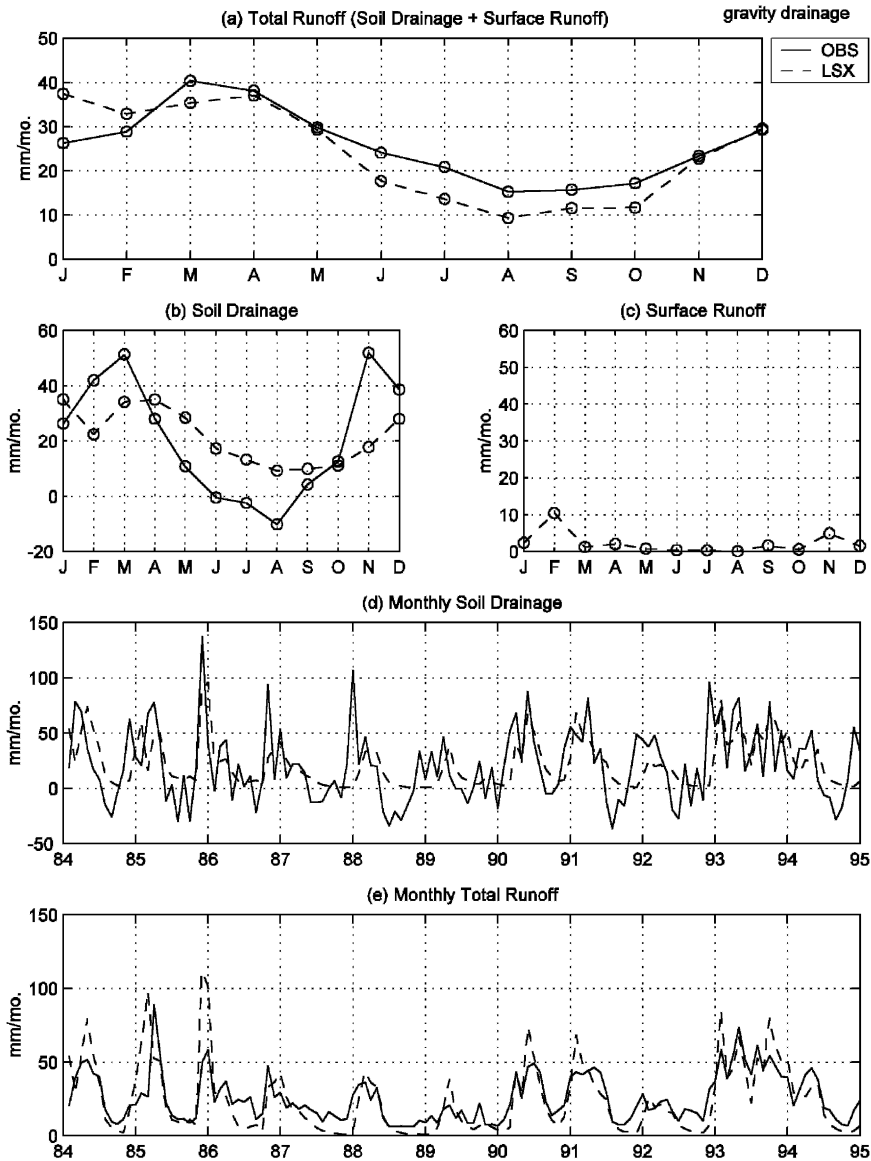 (a) Total Runoff (Soil Drainage + Surface Runoff)
gravity drainage
OBS
LSX
50
40
30
20
10
0
mm/mo.
J F M A M J J A S O N D
(b) Soil Drainage
60
40
20
0
-20
mm/mo.
J F M A M J J A S O N D
(c) Surface Runoff
60
50
40
30
20
10
0
mm/mo.
J F M A M J J A S O N D
(d) Monthly Soil Drainage
150
100
50
0
-50
mm/mo.
84 85 86 87 88 89 90 91 92 93 94 95
(e) Monthly Total Runoff
150
100
50
0
mm/mo.
84 85 86 87 88 89 90 91 92 93 94 95